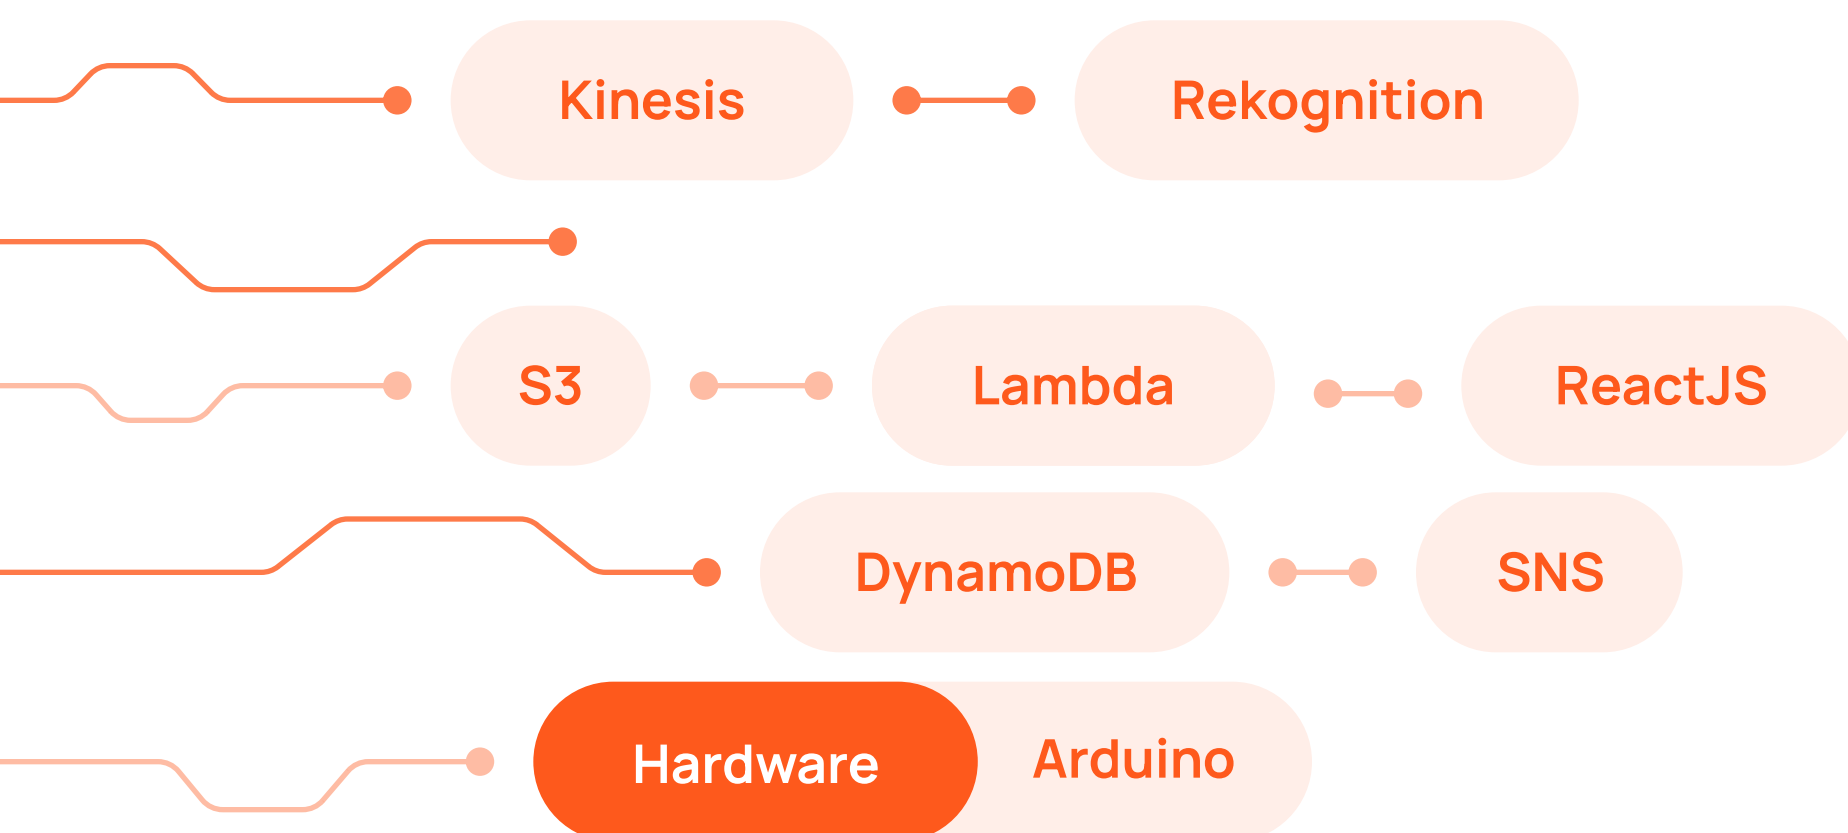 Kinesis Rekognition
S3 Lambda ReactJS
DynamoDB SNS
Hardware Arduino